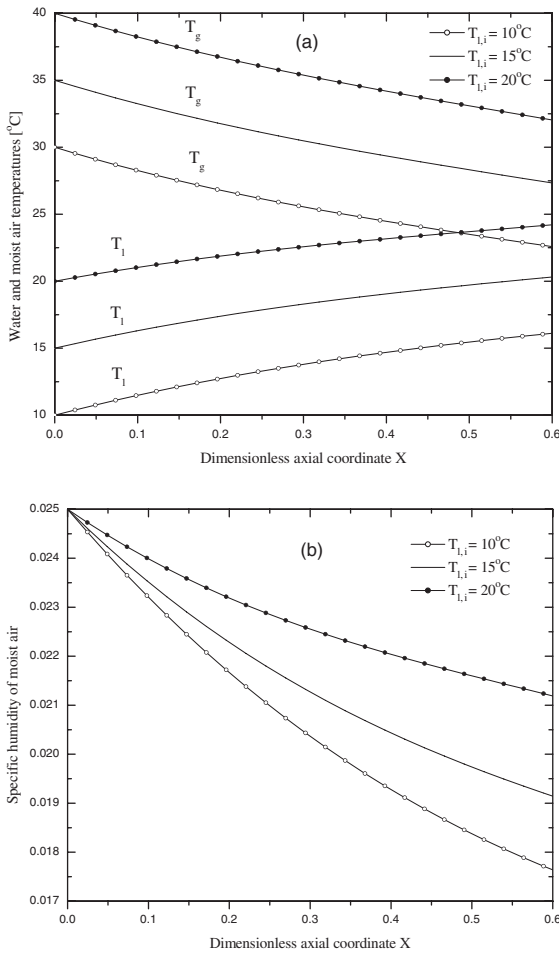 (a)
T_l,i = 10°C
T_l,i = 15°C
T_l,i = 20°C
T_g
T_g
T_g
T_l
T_l
T_l
Water and moist air temperatures [°C]
40
35
30
25
20
15
10
0.0 0.1 0.2 0.3 0.4 0.5 0.6
Dimensionless axial coordinate X
(b)
T_l,i = 10°C
T_l,i = 15°C
T_l,i = 20°C
Specific humidity of moist air
0.025
0.024
0.023
0.022
0.021
0.020
0.019
0.018
0.017
0.0 0.1 0.2 0.3 0.4 0.5 0.6
Dimensionless axial coordinate X